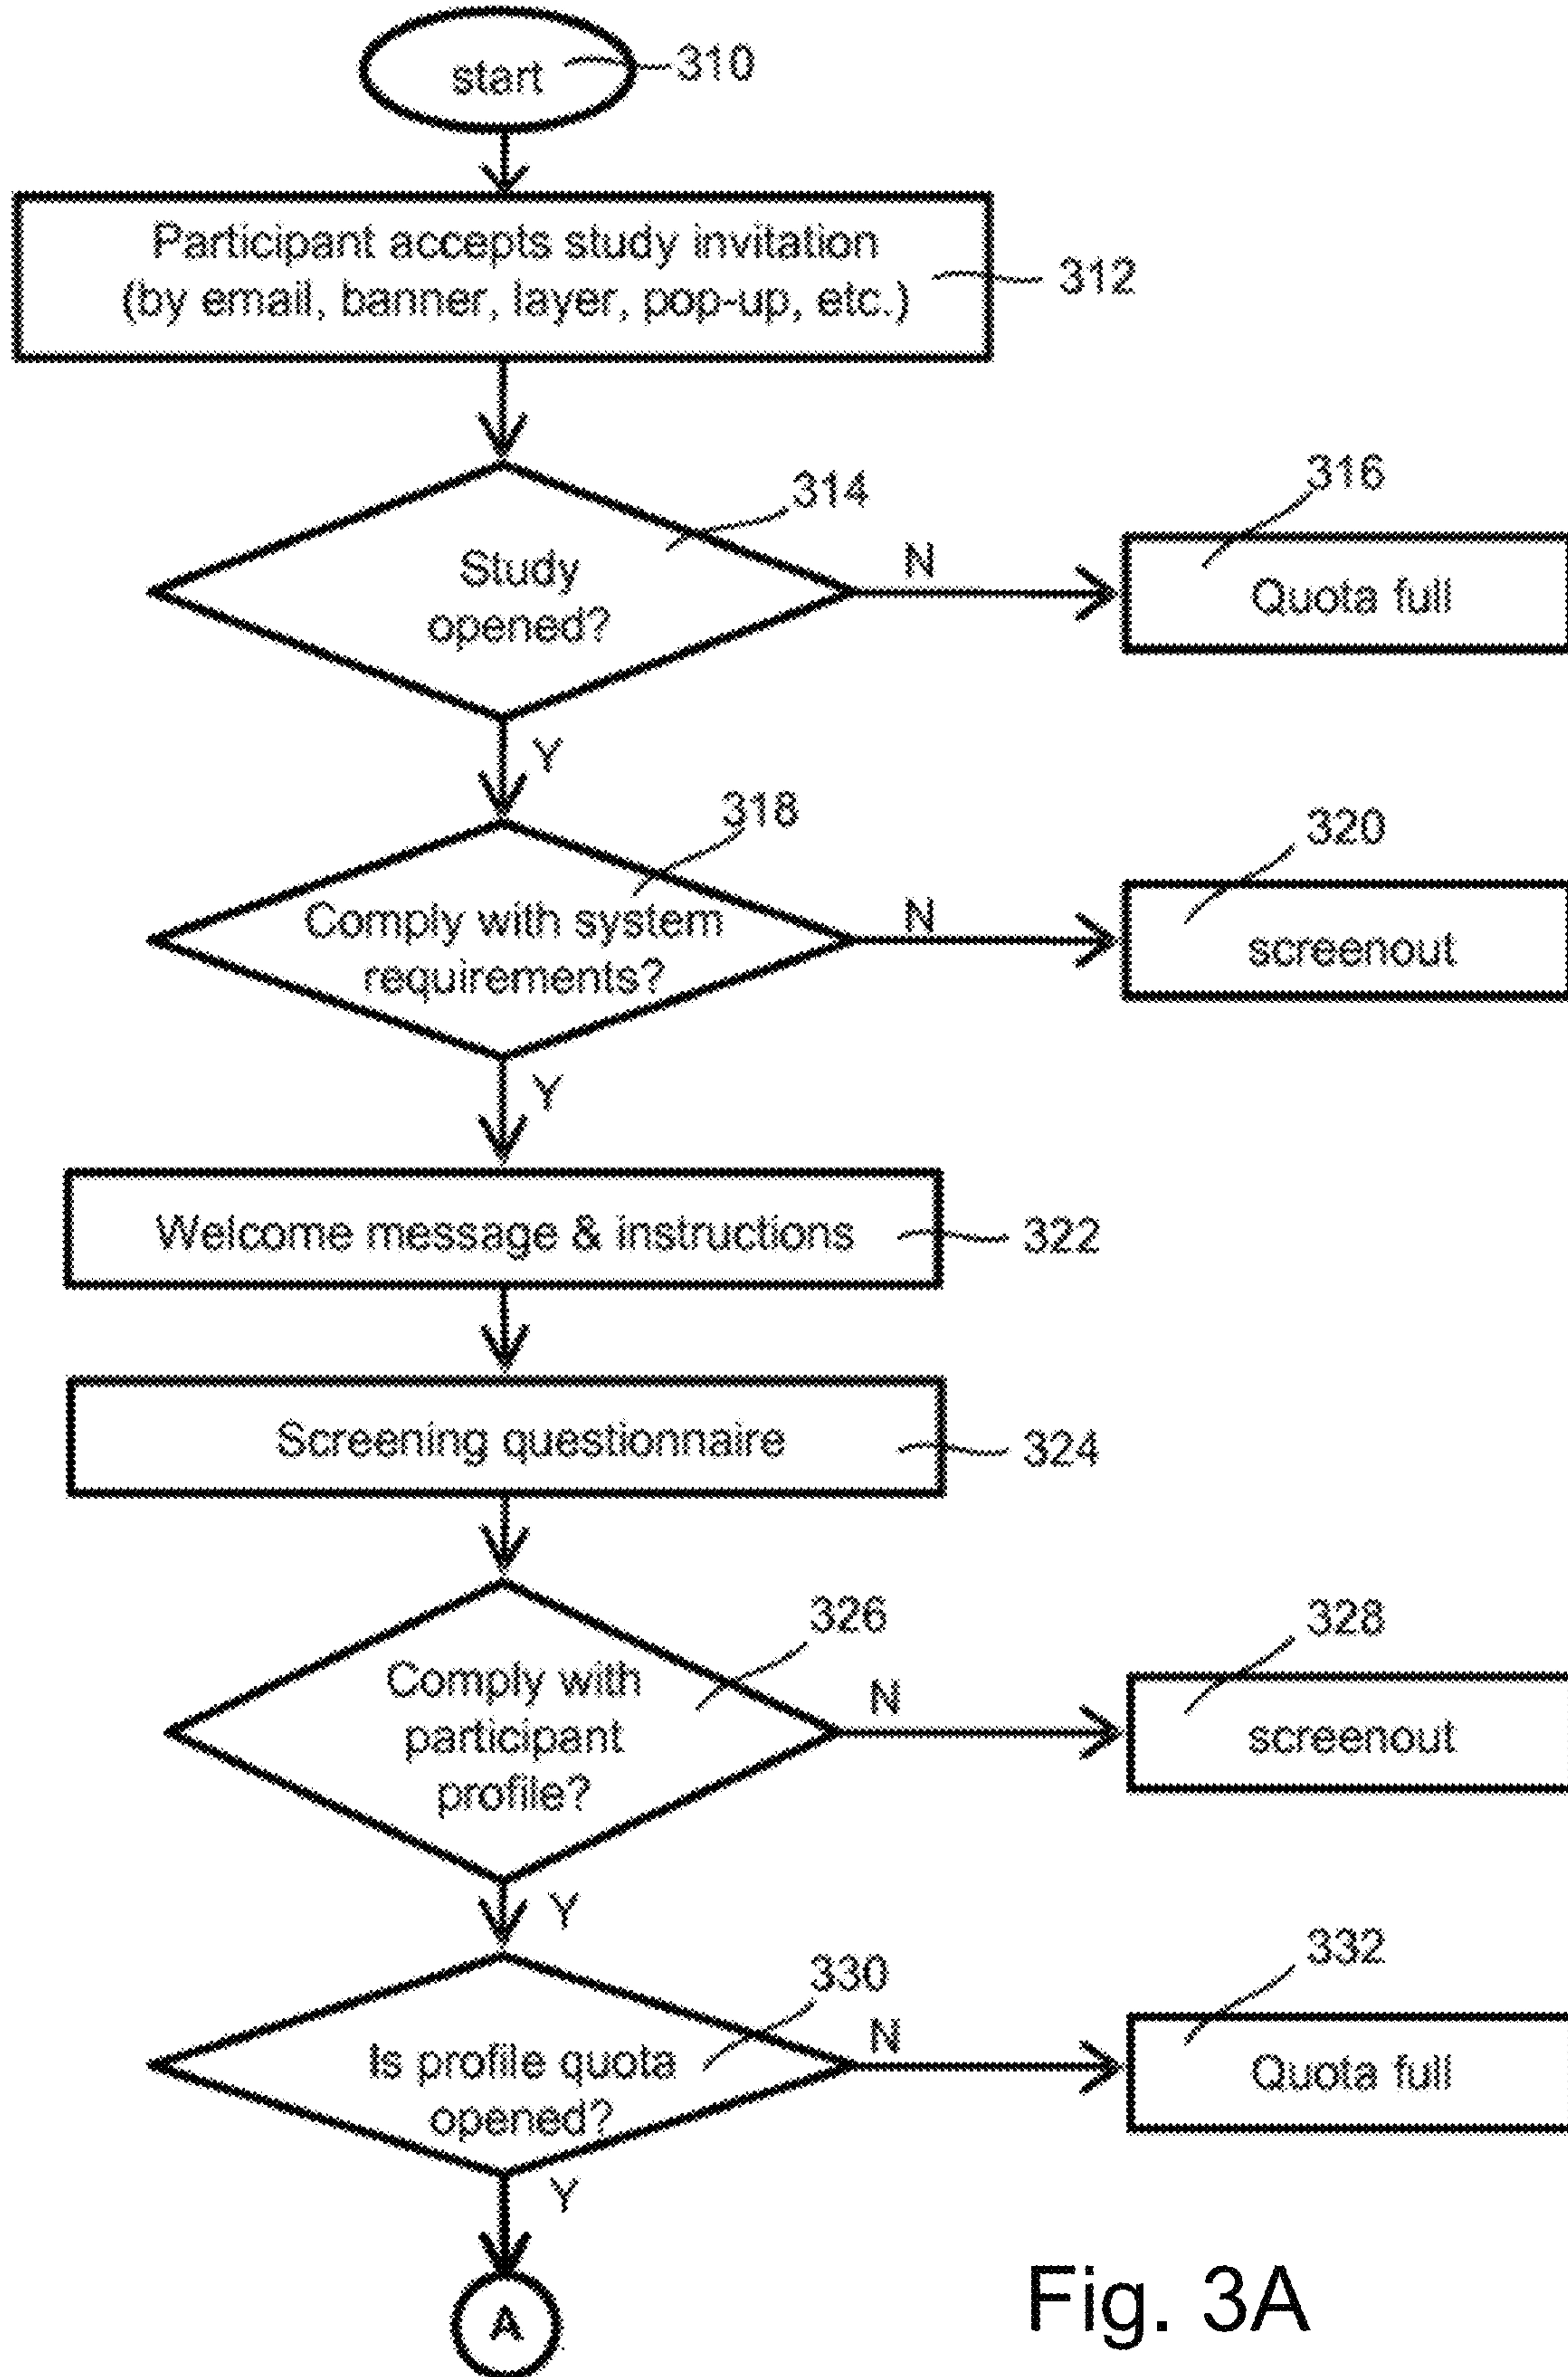 start
310
Participant accepts study invitation
(by email, banner, layer, pop-up, etc.)
312
314
Study
opened?
N
316
Quota full
Y
318
Comply with system
requirements?
N
320
screenout
Y
Welcome message & instructions
322
Screening questionnaire
324
326
Comply with
participant
profile?
N
328
screenout
Y
330
Is profile quota
opened?
N
332
Quota full
Y
A
Fig. 3A